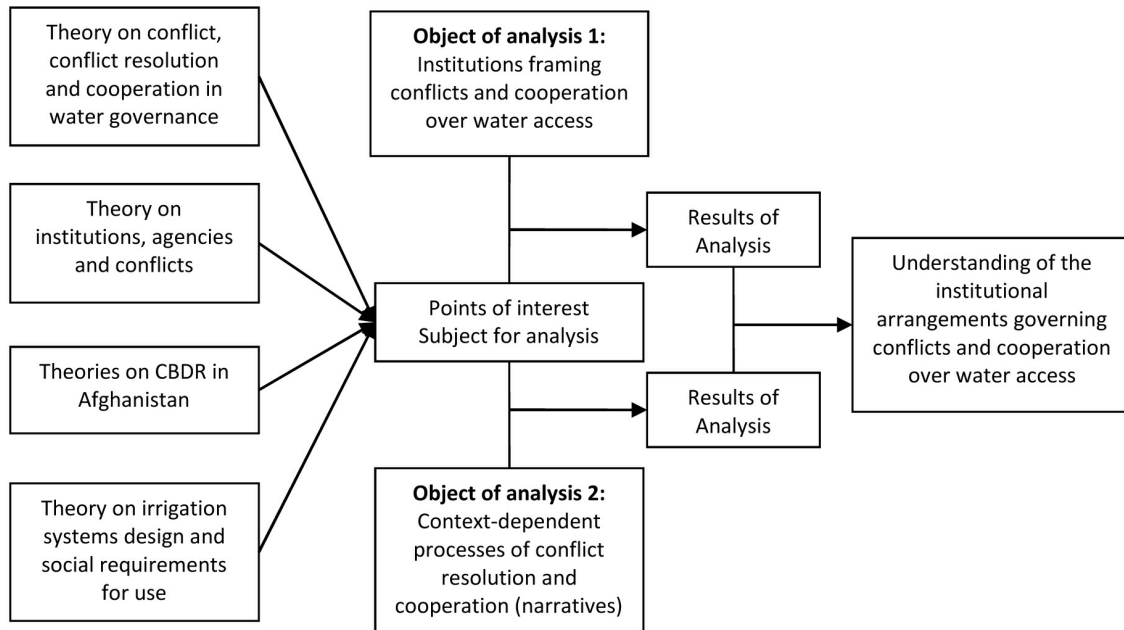 Theory on conflict,
conflict resolution
and cooperation in
water governance
Theory on
institutions, agencies
and conflicts
Theories on CBDR in
Afghanistan
Theory on irrigation
systems design and
social requirements
for use
Object of analysis 1:
Institutions framing
conflicts and cooperation
over water access
Points of interest
Subject for analysis
Object of analysis 2:
Context-dependent
processes of conflict
resolution and
cooperation (narratives)
Results of
Analysis
Results of
Analysis
Understanding of the
institutional
arrangements governing
conflicts and cooperation
over water access